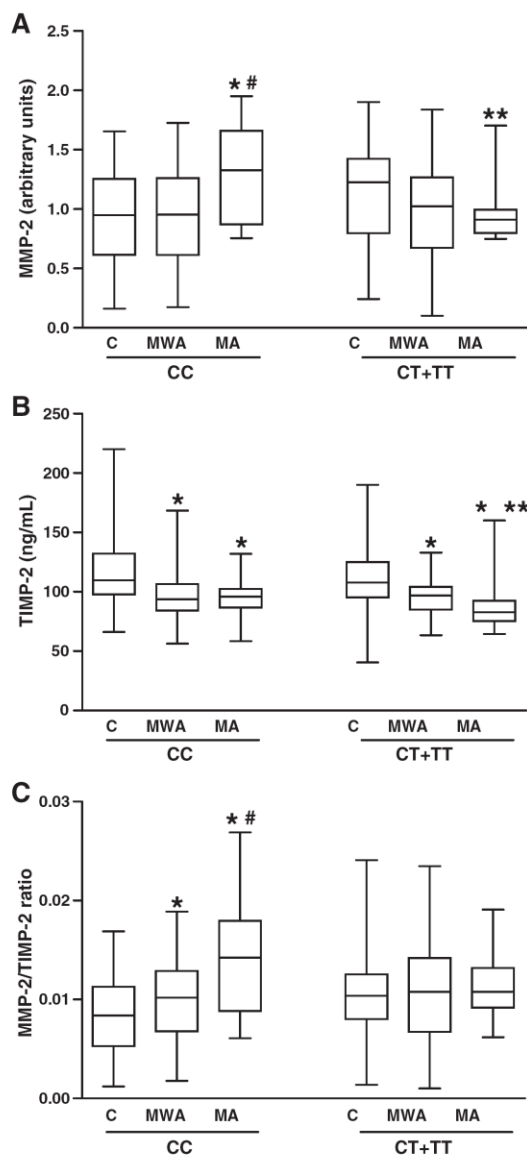 A
MMP-2 (arbitrary units)
2.5
2.0
1.5
1.0
0.5
0.0
* #
**
C MWA MA C MWA MA
CC CT+TT
B
TIMP-2 (ng/mL)
250
200
150
100
50
0
* * * * **
C MWA MA C MWA MA
CC CT+TT
C
MMP-2/TIMP-2 ratio
0.03
0.02
0.01
0.00
* #
*
C MWA MA C MWA MA
CC CT+TT